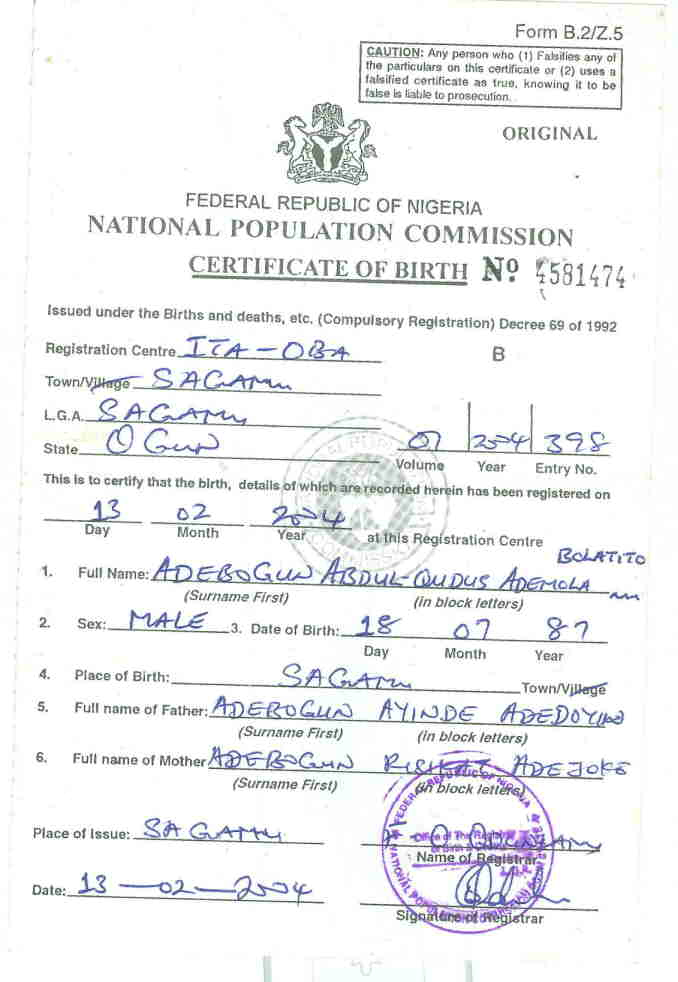 Form B.2/Z.5
CAUTION: Any person who (1) Falsifies any of
the particulars on this certificate or (2) uses a
falsified certificate as true, knowing it to be
false is liable to prosecution.
ORIGINAL
FEDERAL REPUBLIC OF NIGERIA
NATIONAL POPULATION COMMISSION
CERTIFICATE OF BIRTH Nº 4581474
Issued under the Births and deaths, etc. (Compulsory Registration) Decree 69 of 1992
Registration Centre ITA-OBA
B
Town/Village SAGAMU
L.G.A. SAGAMU
State OGUN 07 2004 398
Volume Year Entry No.
This is to certify that the birth, details of which are recorded herein has been registered on
13 02 2004 at this Registration Centre
Day Month Year
BOLATITO
1. Full Name: ADEBOGUN ABDUL-QUDUS ADEMOLA
(Surname First) (in block letters)
2. Sex: MALE 3. Date of Birth: 18 07 87
Day Month Year
4. Place of Birth: SAGAMU Town/Village
5. Full name of Father: ADEBOGUN AYINDE ADEDOYIN
(Surname First) (in block letters)
6. Full name of Mother ADEBOGUN RISIKAT ADEJOKE
(Surname First) (in block letters)
Place of Issue: SAGAMU
Name of Registrar
Date: 13-02-2004
Signature of Registrar